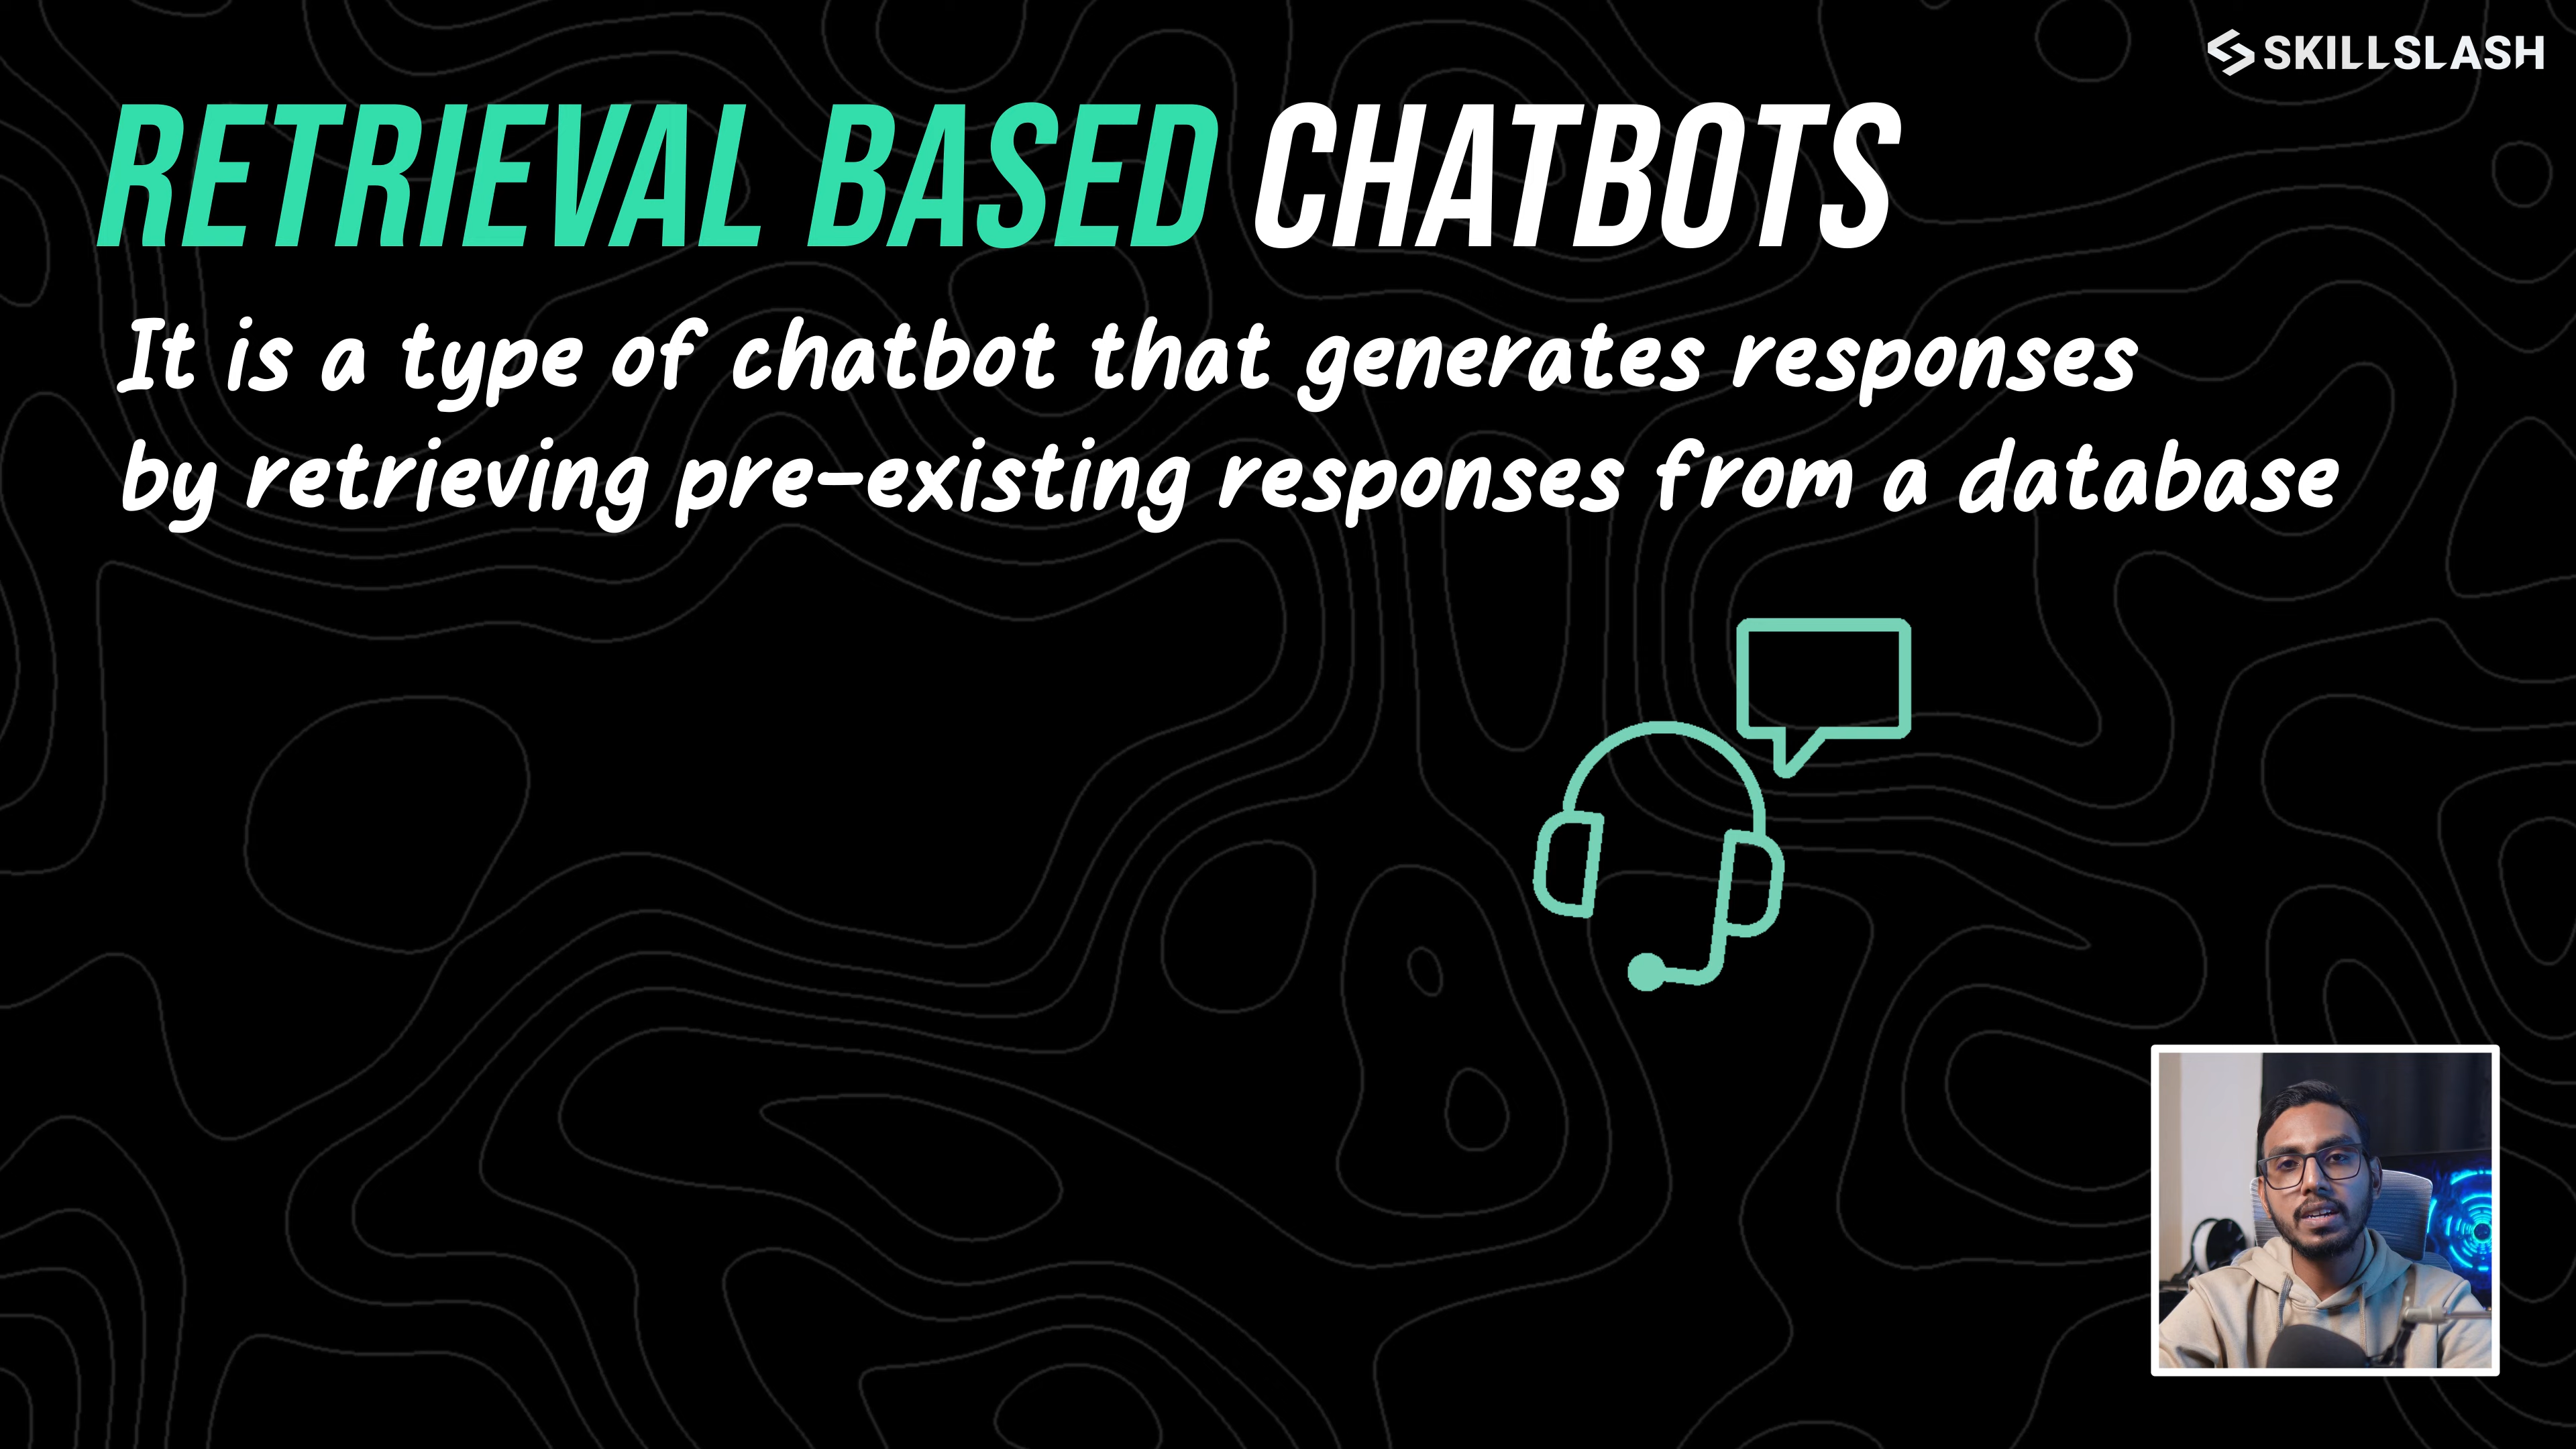 SKILLSLASH
RETRIEVAL BASED CHATBOTS
It is a type of chatbot that generates responses
by retrieving pre-existing responses from a database